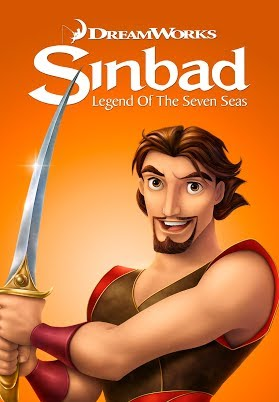 DREAMWORKS
Sinbad
Legend Of The Seven Seas